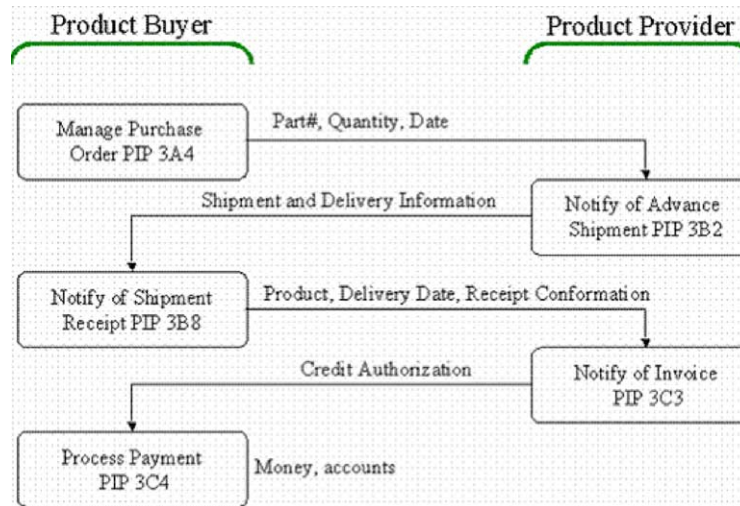 Product Buyer
Product Provider
Manage Purchase
Order PIP 3A4
Part#, Quantity, Date
Shipment and Delivery Information
Notify of Advance
Shipment PIP 3B2
Notify of Shipment
Receipt PIP 3B8
Product, Delivery Date, Receipt Conformation
Credit Authorization
Notify of Invoice
PIP 3C3
Process Payment
PIP 3C4
Money, accounts